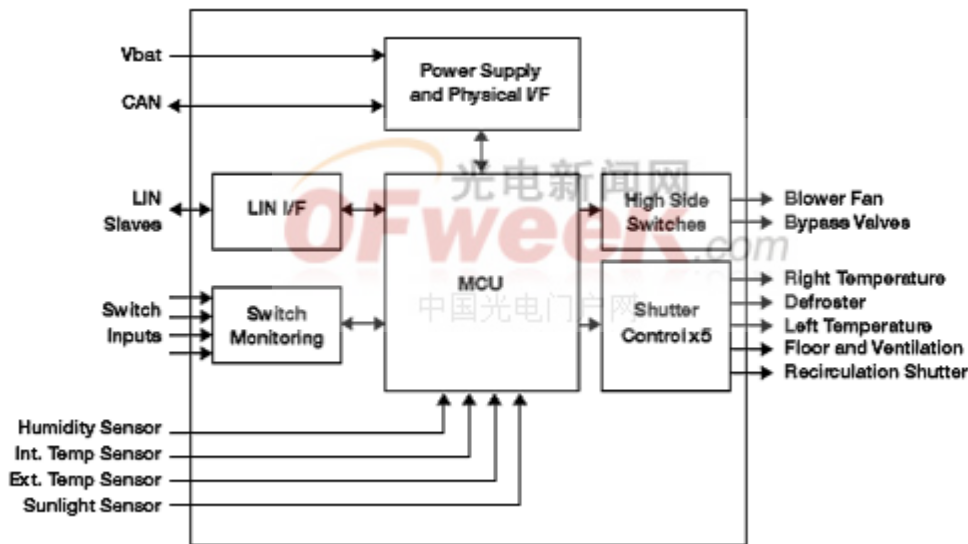 Vbat
CAN
Power Supply
and Physical I/F
LIN
Slaves
LIN I/F
光电新闻网
OFweek.com
High Side
Switches
Blower Fan
Bypass Valves
MCU
中国光电门户网
Switch
Inputs
Switch
Monitoring
Shutter
Control x5
Right Temperature
Defroster
Left Temperature
Floor and Ventilation
Recirculation Shutter
Humidity Sensor
Int. Temp Sensor
Ext. Temp Sensor
Sunlight Sensor